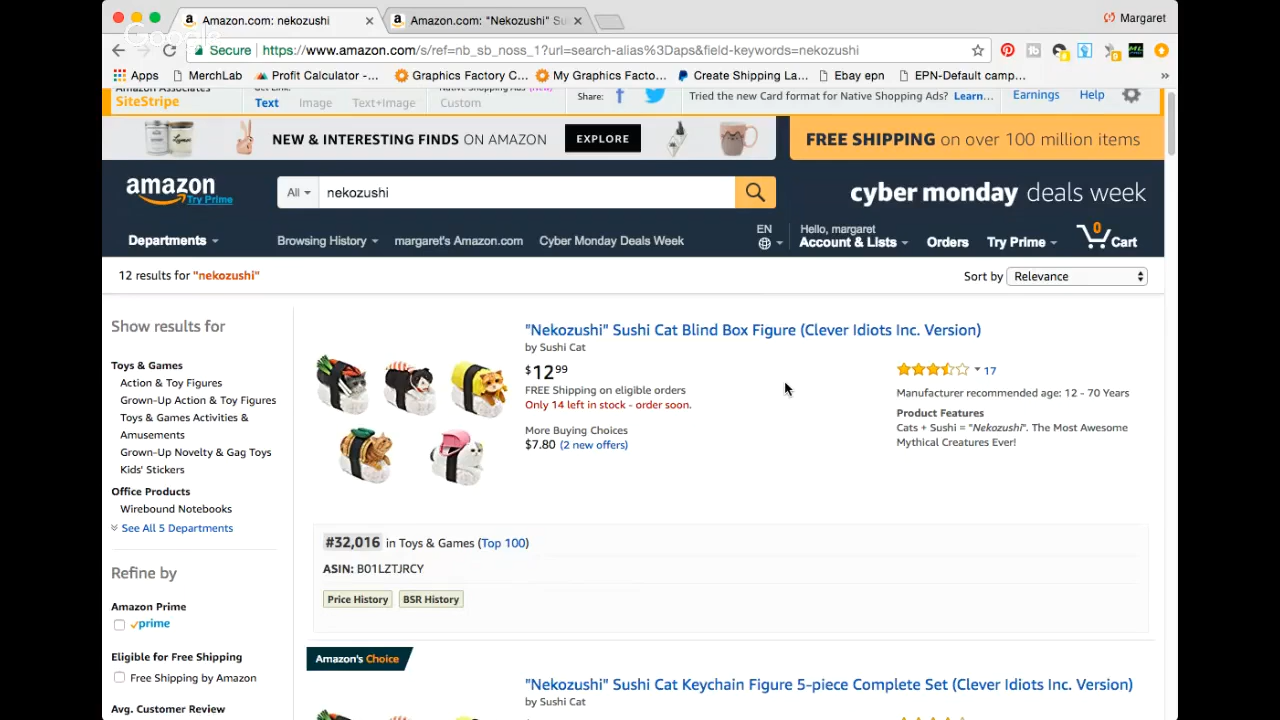 Amazon.com: nekozushi
Amazon.com: "Nekozushi" Su
Margaret
Google
Secure https://www.amazon.com/s/ref=nb_sb_noss_1?url=search-alias%3Daps&field-keywords=nekozushi
Apps MerchLab Profit Calculator -... Graphics Factory C... My Graphics Facto... Create Shipping La... Ebay epn EPN-Default camp... »
Amazon Associates
SiteStripe
Get Link:
Text Image Text+Image
Native Shopping Ads (New)
Custom
Share:
Tried the new Card format for Native Shopping Ads? Learn...
Earnings Help
NEW & INTERESTING FINDS ON AMAZON EXPLORE
FREE SHIPPING on over 100 million items
amazon
Try Prime
All nekozushi
cyber monday deals week
Departments Browsing History margaret's Amazon.com Cyber Monday Deals Week
EN
Hello, margaret
Account & Lists Orders Try Prime 0 Cart
12 results for "nekozushi"
Sort by Relevance
Show results for
Toys & Games
Action & Toy Figures
Grown-Up Action & Toy Figures
Toys & Games Activities &
Amusements
Grown-Up Novelty & Gag Toys
Kids' Stickers
Office Products
Wirebound Notebooks
See All 5 Departments
Refine by
Amazon Prime
prime
Eligible for Free Shipping
Free Shipping by Amazon
Avg. Customer Review
"Nekozushi" Sushi Cat Blind Box Figure (Clever Idiots Inc. Version)
by Sushi Cat
$12 99
FREE Shipping on eligible orders
Only 14 left in stock - order soon.
More Buying Choices
$7.80 (2 new offers)
17
Manufacturer recommended age: 12 - 70 Years
Product Features
Cats + Sushi = "Nekozushi". The Most Awesome
Mythical Creatures Ever!
#32,016 in Toys & Games (Top 100)
ASIN: B01LZTJRCY
Price History BSR History
Amazon's Choice
"Nekozushi" Sushi Cat Keychain Figure 5-piece Complete Set (Clever Idiots Inc. Version)
by Sushi Cat